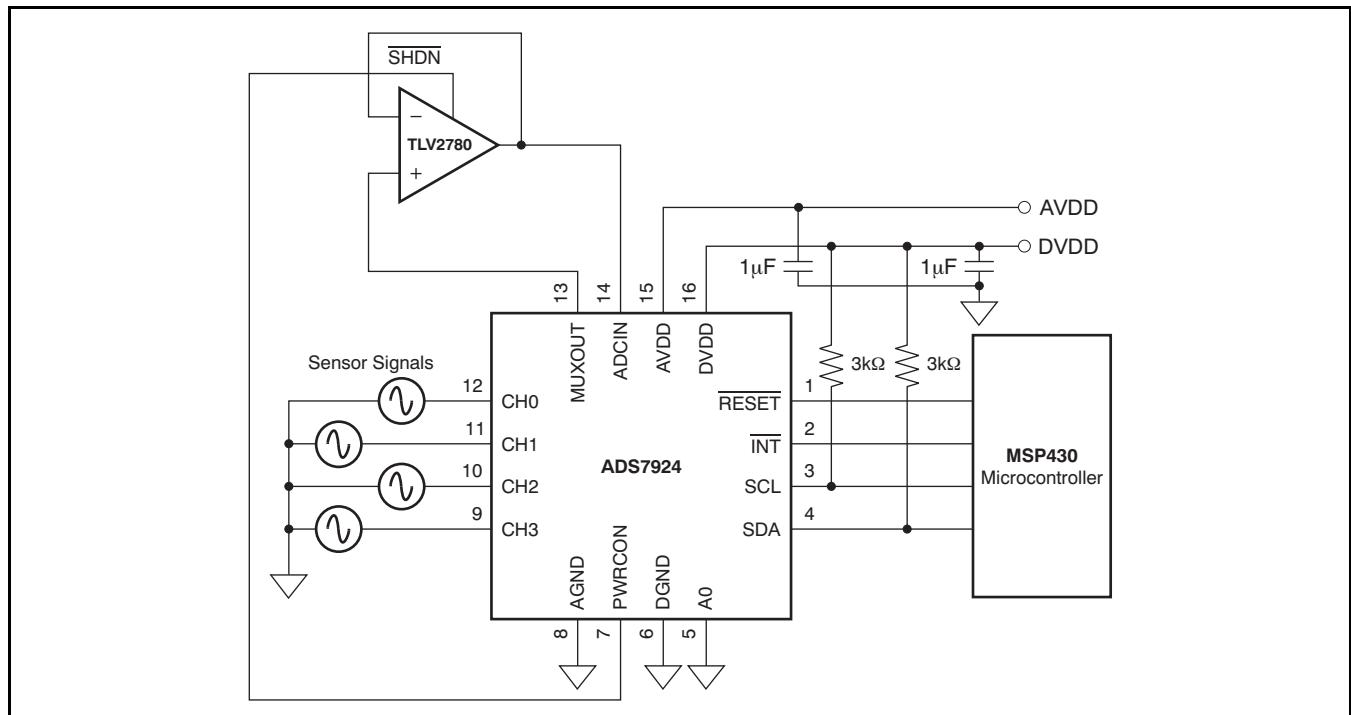 SHDN
−
TLV2780
+
AVDD
DVDD
1μF
1μF
13
14
15
16
MUXOUT
ADCIN
AVDD
DVDD
3kΩ
3kΩ
Sensor Signals
12
CH0
11
CH1
10
CH2
9
CH3
ADS7924
RESET
1
INT
2
SCL
3
SDA
4
MSP430
Microcontroller
AGND
PWRCON
DGND
A0
8
7
6
5